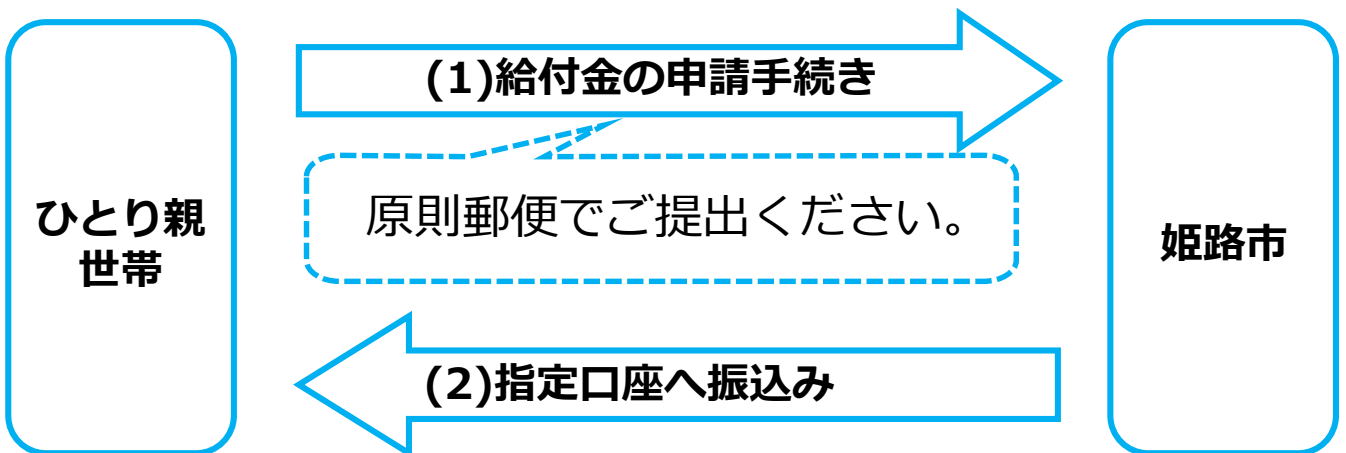 (1)給付金の申請手続き
原則郵便でご提出ください。
ひとり親
世帯
姫路市
(2)指定口座へ振込み